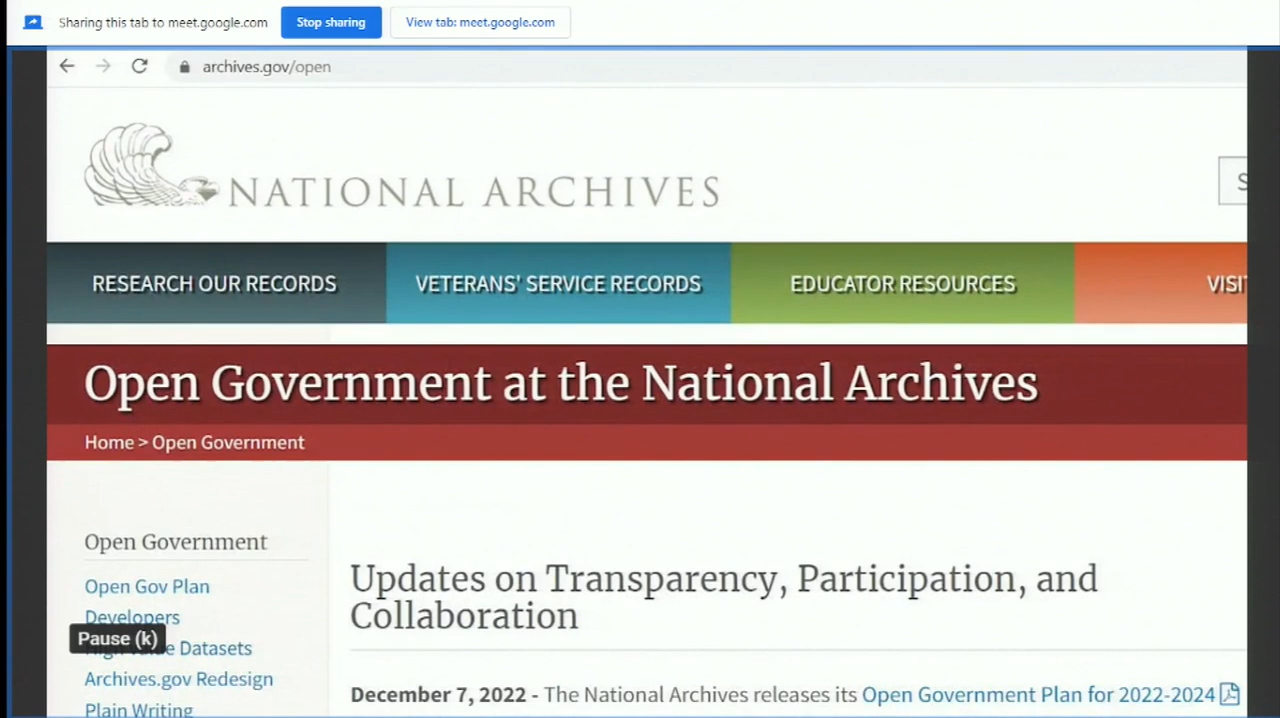 Sharing this tab to meet.google.com Stop sharing View tab: meet.google.com
archives.gov/open
NATIONAL ARCHIVES
S
RESEARCH OUR RECORDS VETERANS' SERVICE RECORDS EDUCATOR RESOURCES VISI
Open Government at the National Archives
Home > Open Government
Open Government
Open Gov Plan
Developers
Pause (k)
Datasets
Archives.gov Redesign
Plain Writing
Updates on Transparency, Participation, and
Collaboration
December 7, 2022 - The National Archives releases its Open Government Plan for 2022-2024